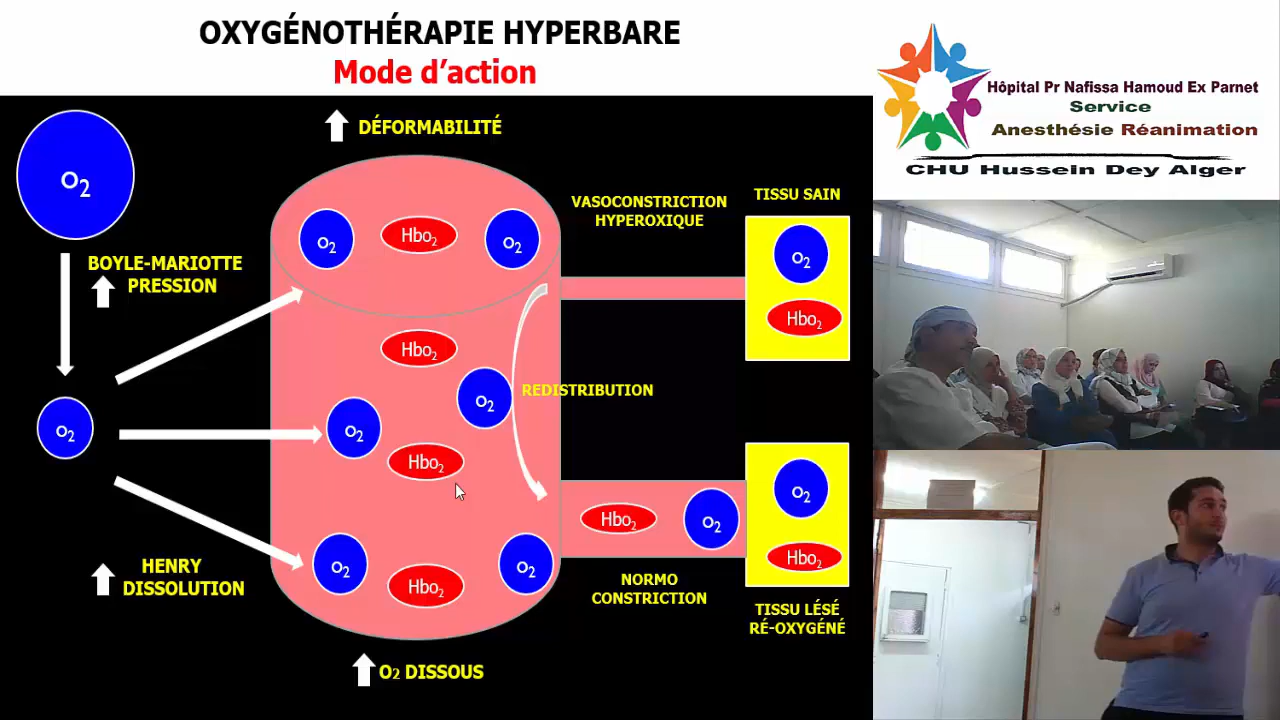 OXYGÉNOTHÉRAPIE HYPERBARE
Mode d'action
DÉFORMABILITÉ
O2
BOYLE-MARIOTTE
PRESSION
O2
HENRY
DISSOLUTION
O2
Hbo2
O2
Hbo2
O2
O2
Hbo2
O2
Hbo2
O2
O2 DISSOUS
VASOCONSTRICTION
HYPEROXIQUE
REDISTRIBUTION
Hbo2
O2
NORMO
CONSTRICTION
TISSU SAIN
O2
Hbo2
O2
Hbo2
TISSU LÉSÉ
RÉ-OXYGÉNÉ
Hôpital Pr Nafissa Hamoud Ex Parnet
Service
Anesthésie Réanimation
CHU Hussein Dey Alger